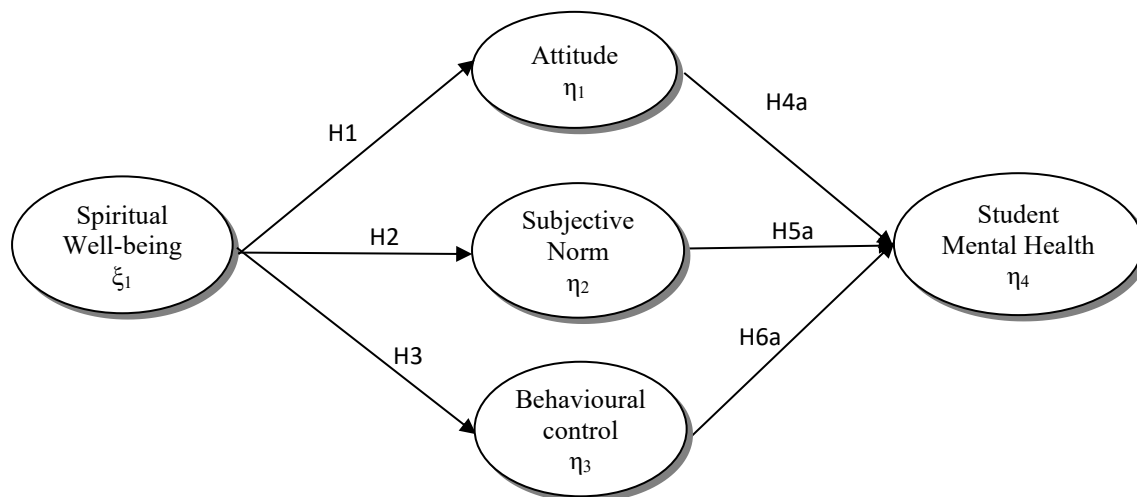 Attitude
η₁
H1
H4a
Spiritual
Well-being
ξ₁
H2
Subjective
Norm
η₂
H5a
Student
Mental Health
η₄
H3
H6a
Behavioural
control
η₃